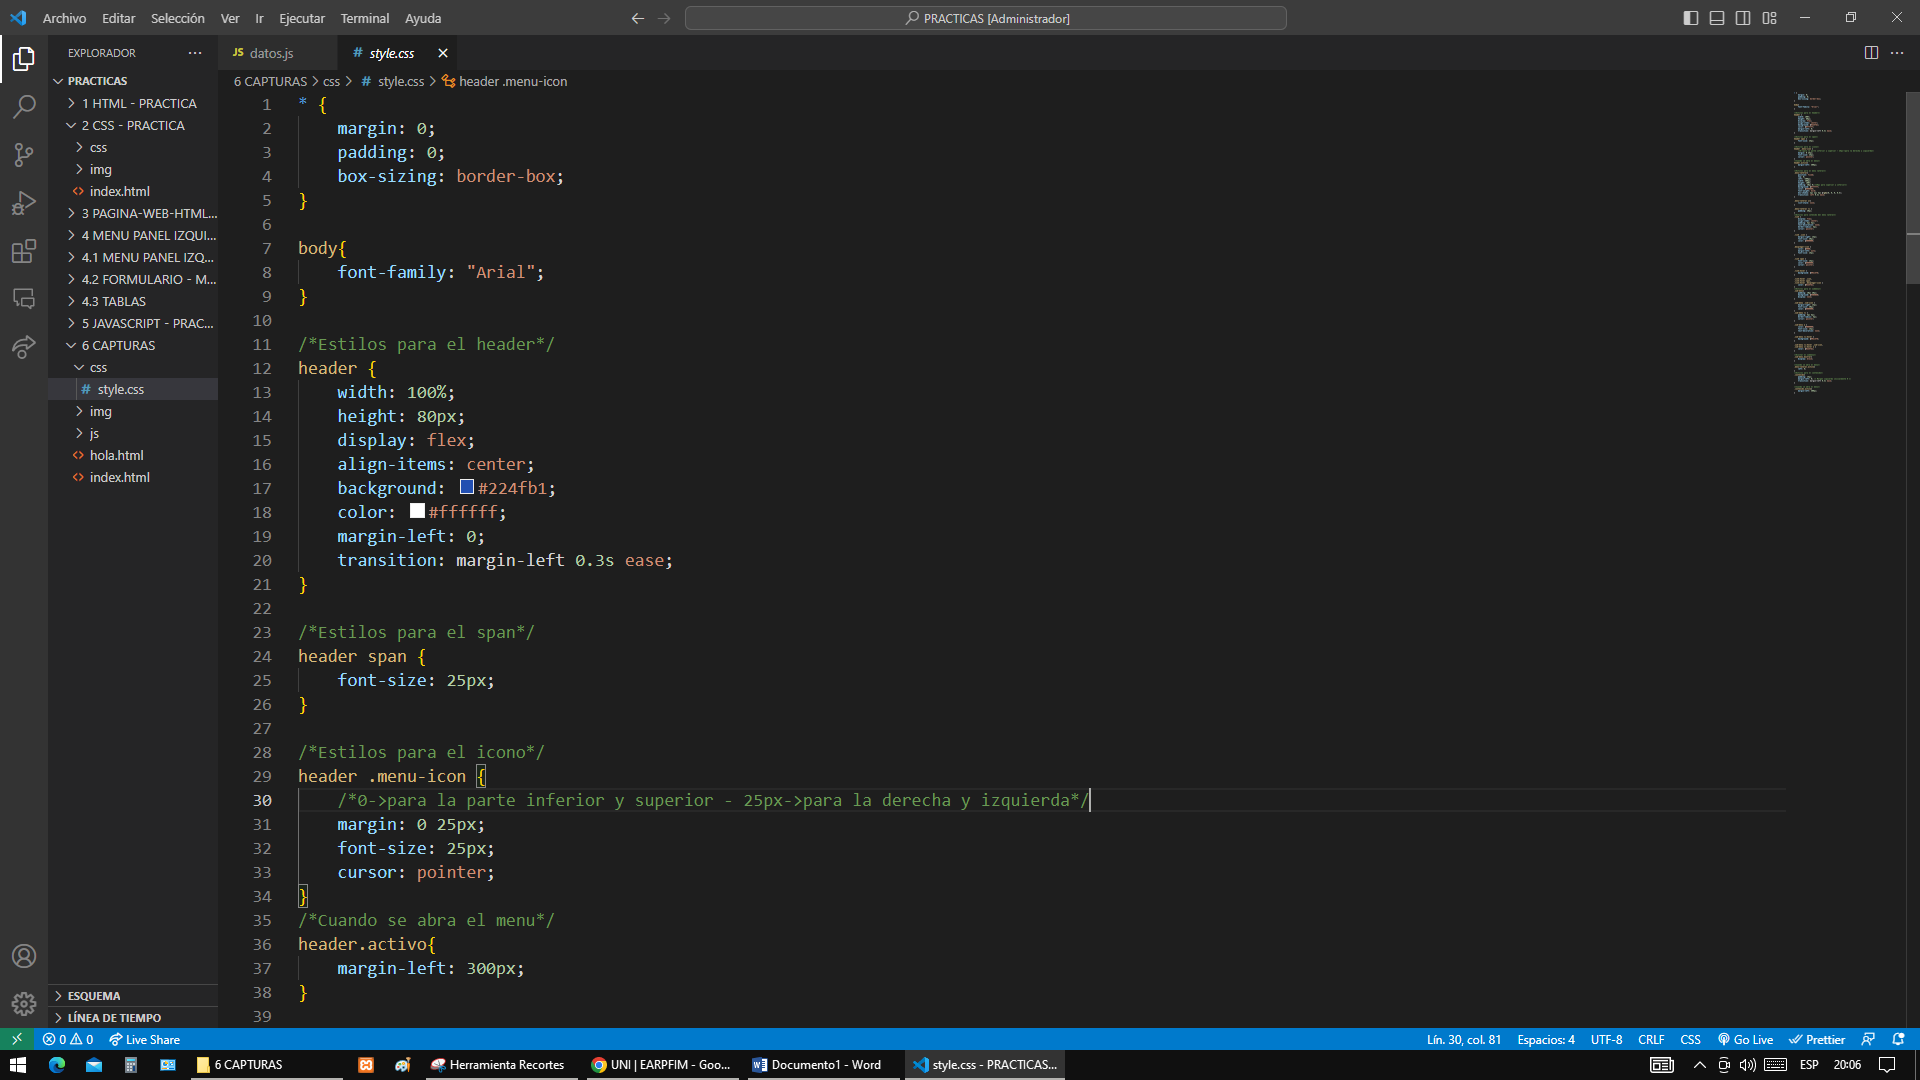 Archivo Editar Selección Ver Ir Ejecutar Terminal Ayuda
PRACTICAS [Administrador]
EXPLORADOR
datos.js
style.css
PRACTICAS
1 HTML - PRACTICA
2 CSS - PRACTICA
css
img
index.html
3 PAGINA-WEB-HTML...
4 MENU PANEL IZQUI...
4.1 MENU PANEL IZQ...
4.2 FORMULARIO - M...
4.3 TABLAS
5 JAVASCRIPT - PRAC...
6 CAPTURAS
css
style.css
img
js
hola.html
index.html
ESQUEMA
LÍNEA DE TIEMPO
6 CAPTURAS > css > # style.css > header .menu-icon
1 * {
2 margin: 0;
3 padding: 0;
4 box-sizing: border-box;
5 }
6
7 body{
8 font-family: "Arial";
9 }
10
11 /*Estilos para el header*/
12 header {
13 width: 100%;
14 height: 80px;
15 display: flex;
16 align-items: center;
17 background: #224fb1;
18 color: #ffffff;
19 margin-left: 0;
20 transition: margin-left 0.3s ease;
21 }
22
23 /*Estilos para el span*/
24 header span {
25 font-size: 25px;
26 }
27
28 /*Estilos para el icono*/
29 header .menu-icon {
30 /*0->para la parte inferior y superior - 25px->para la derecha y izquierda*/
31 margin: 0 25px;
32 font-size: 25px;
33 cursor: pointer;
34 }
35 /*Cuando se abra el menu*/
36 header.activo{
37 margin-left: 300px;
38 }
39
0 0 Live Share
Lín. 30, col. 81 Espacios: 4 UTF-8 CRLF CSS Go Live Prettier
6 CAPTURAS
Herramienta Recortes
UNI | EARPFIM - Goo...
Documento1 - Word
style.css - PRACTICAS...
ESP 20:06